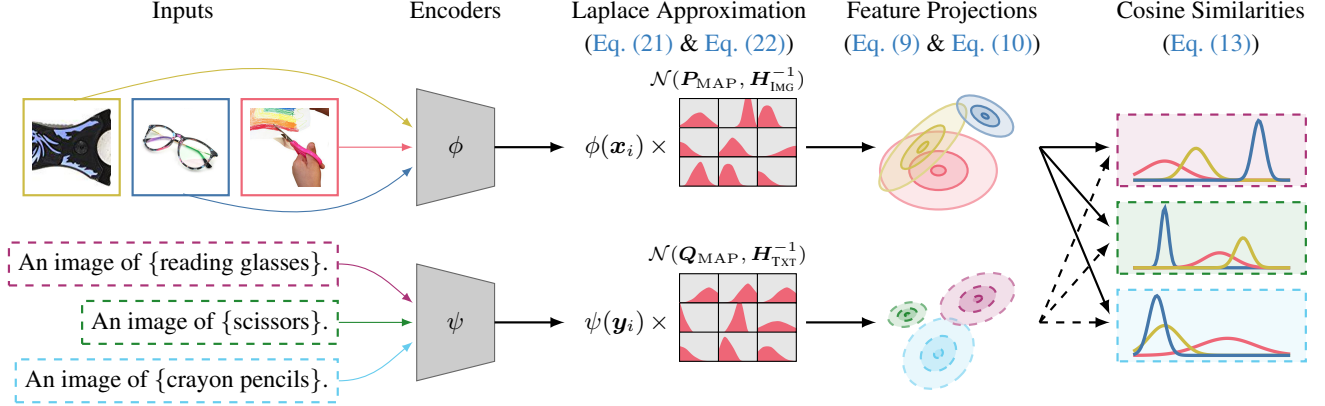 Inputs
Encoders
Laplace Approximation
(Eq. (21) & Eq. (22))
Feature Projections
(Eq. (9) & Eq. (10))
Cosine Similarities
(Eq. (13))
𝒩(P_MAP, H_IMG^−1)
ϕ
ϕ(x_i) ×
An image of {reading glasses}.
An image of {scissors}.
An image of {crayon pencils}.
ψ
𝒩(Q_MAP, H_TXT^−1)
ψ(y_i) ×